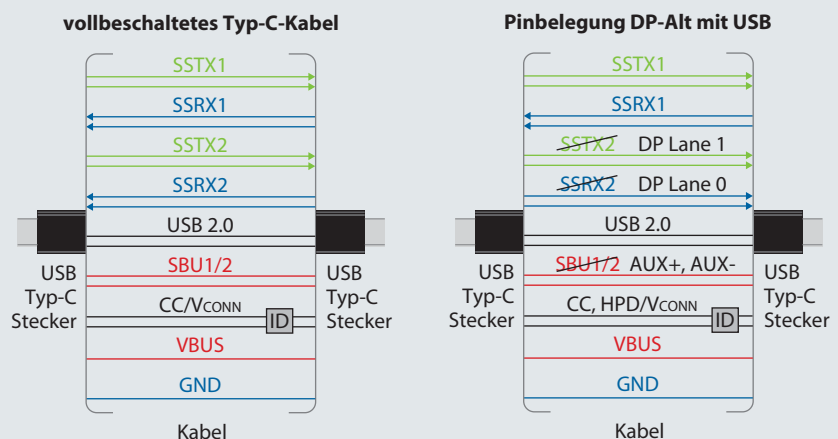 vollbeschaltetes Typ-C-Kabel
SSTX1
SSRX1
SSTX2
SSRX2
USB 2.0
USB
Typ-C
Stecker
USB
Typ-C
Stecker
SBU1/2
CC/VCONN
ID
VBUS
GND
Kabel
Pinbelegung DP-Alt mit USB
SSTX1
SSRX1
SSTX2 DP Lane 1
SSRX2 DP Lane 0
USB 2.0
USB
Typ-C
Stecker
USB
Typ-C
Stecker
SBU1/2 AUX+, AUX-
CC, HPD/VCONN
ID
VBUS
GND
Kabel